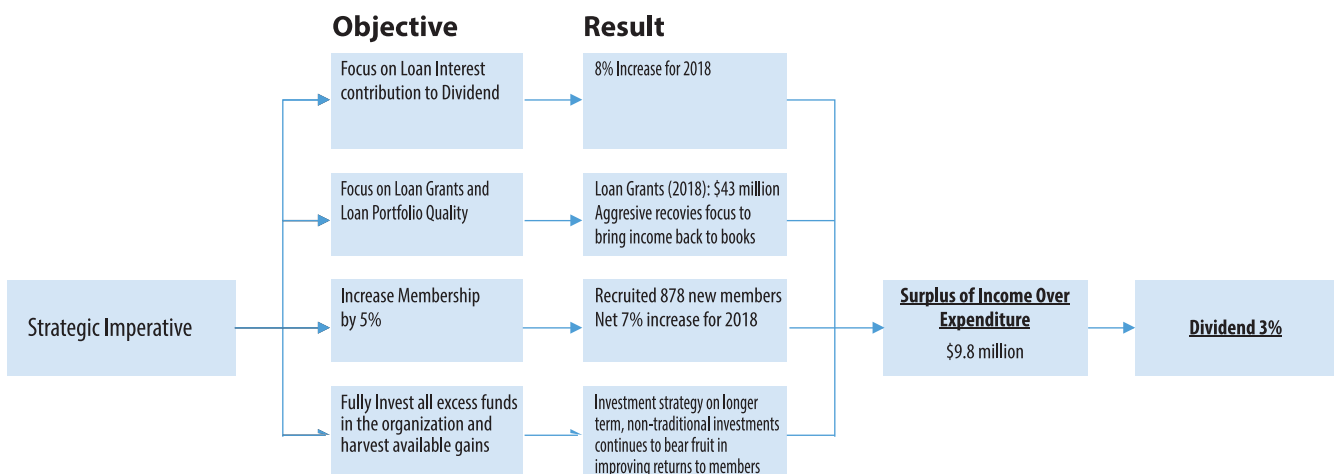 Objective
Result
Focus on Loan Interest
contribution to Dividend
8% Increase for 2018
Focus on Loan Grants and
Loan Portfolio Quality
Loan Grants (2018): $43 million
Aggresive recovies focus to
bring income back to books
Strategic Imperative
Increase Membership
by 5%
Recruited 878 new members
Net 7% increase for 2018
Surplus of Income Over
Expenditure
$9.8 million
Dividend 3%
Fully Invest all excess funds
in the organization and
harvest available gains
Investment strategy on longer
term, non-traditional investments
continues to bear fruit in
improving returns to members